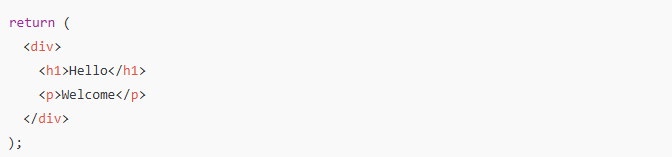 return (
  <div>
    <h1>Hello</h1>
    <p>Welcome</p>
  </div>
);